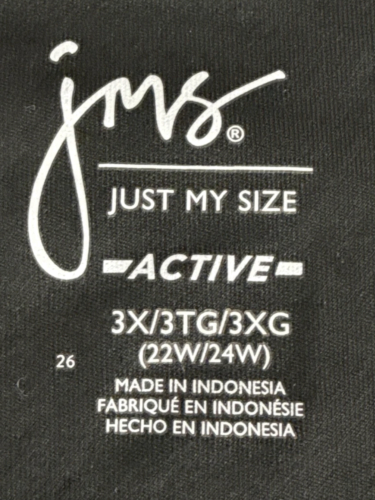 jms®
JUST MY SIZE
ACTIVE
3X/3TG/3XG
(22W/24W)
26
MADE IN INDONESIA
FABRIQUÉ EN INDONÉSIE
HECHO EN INDONESIA